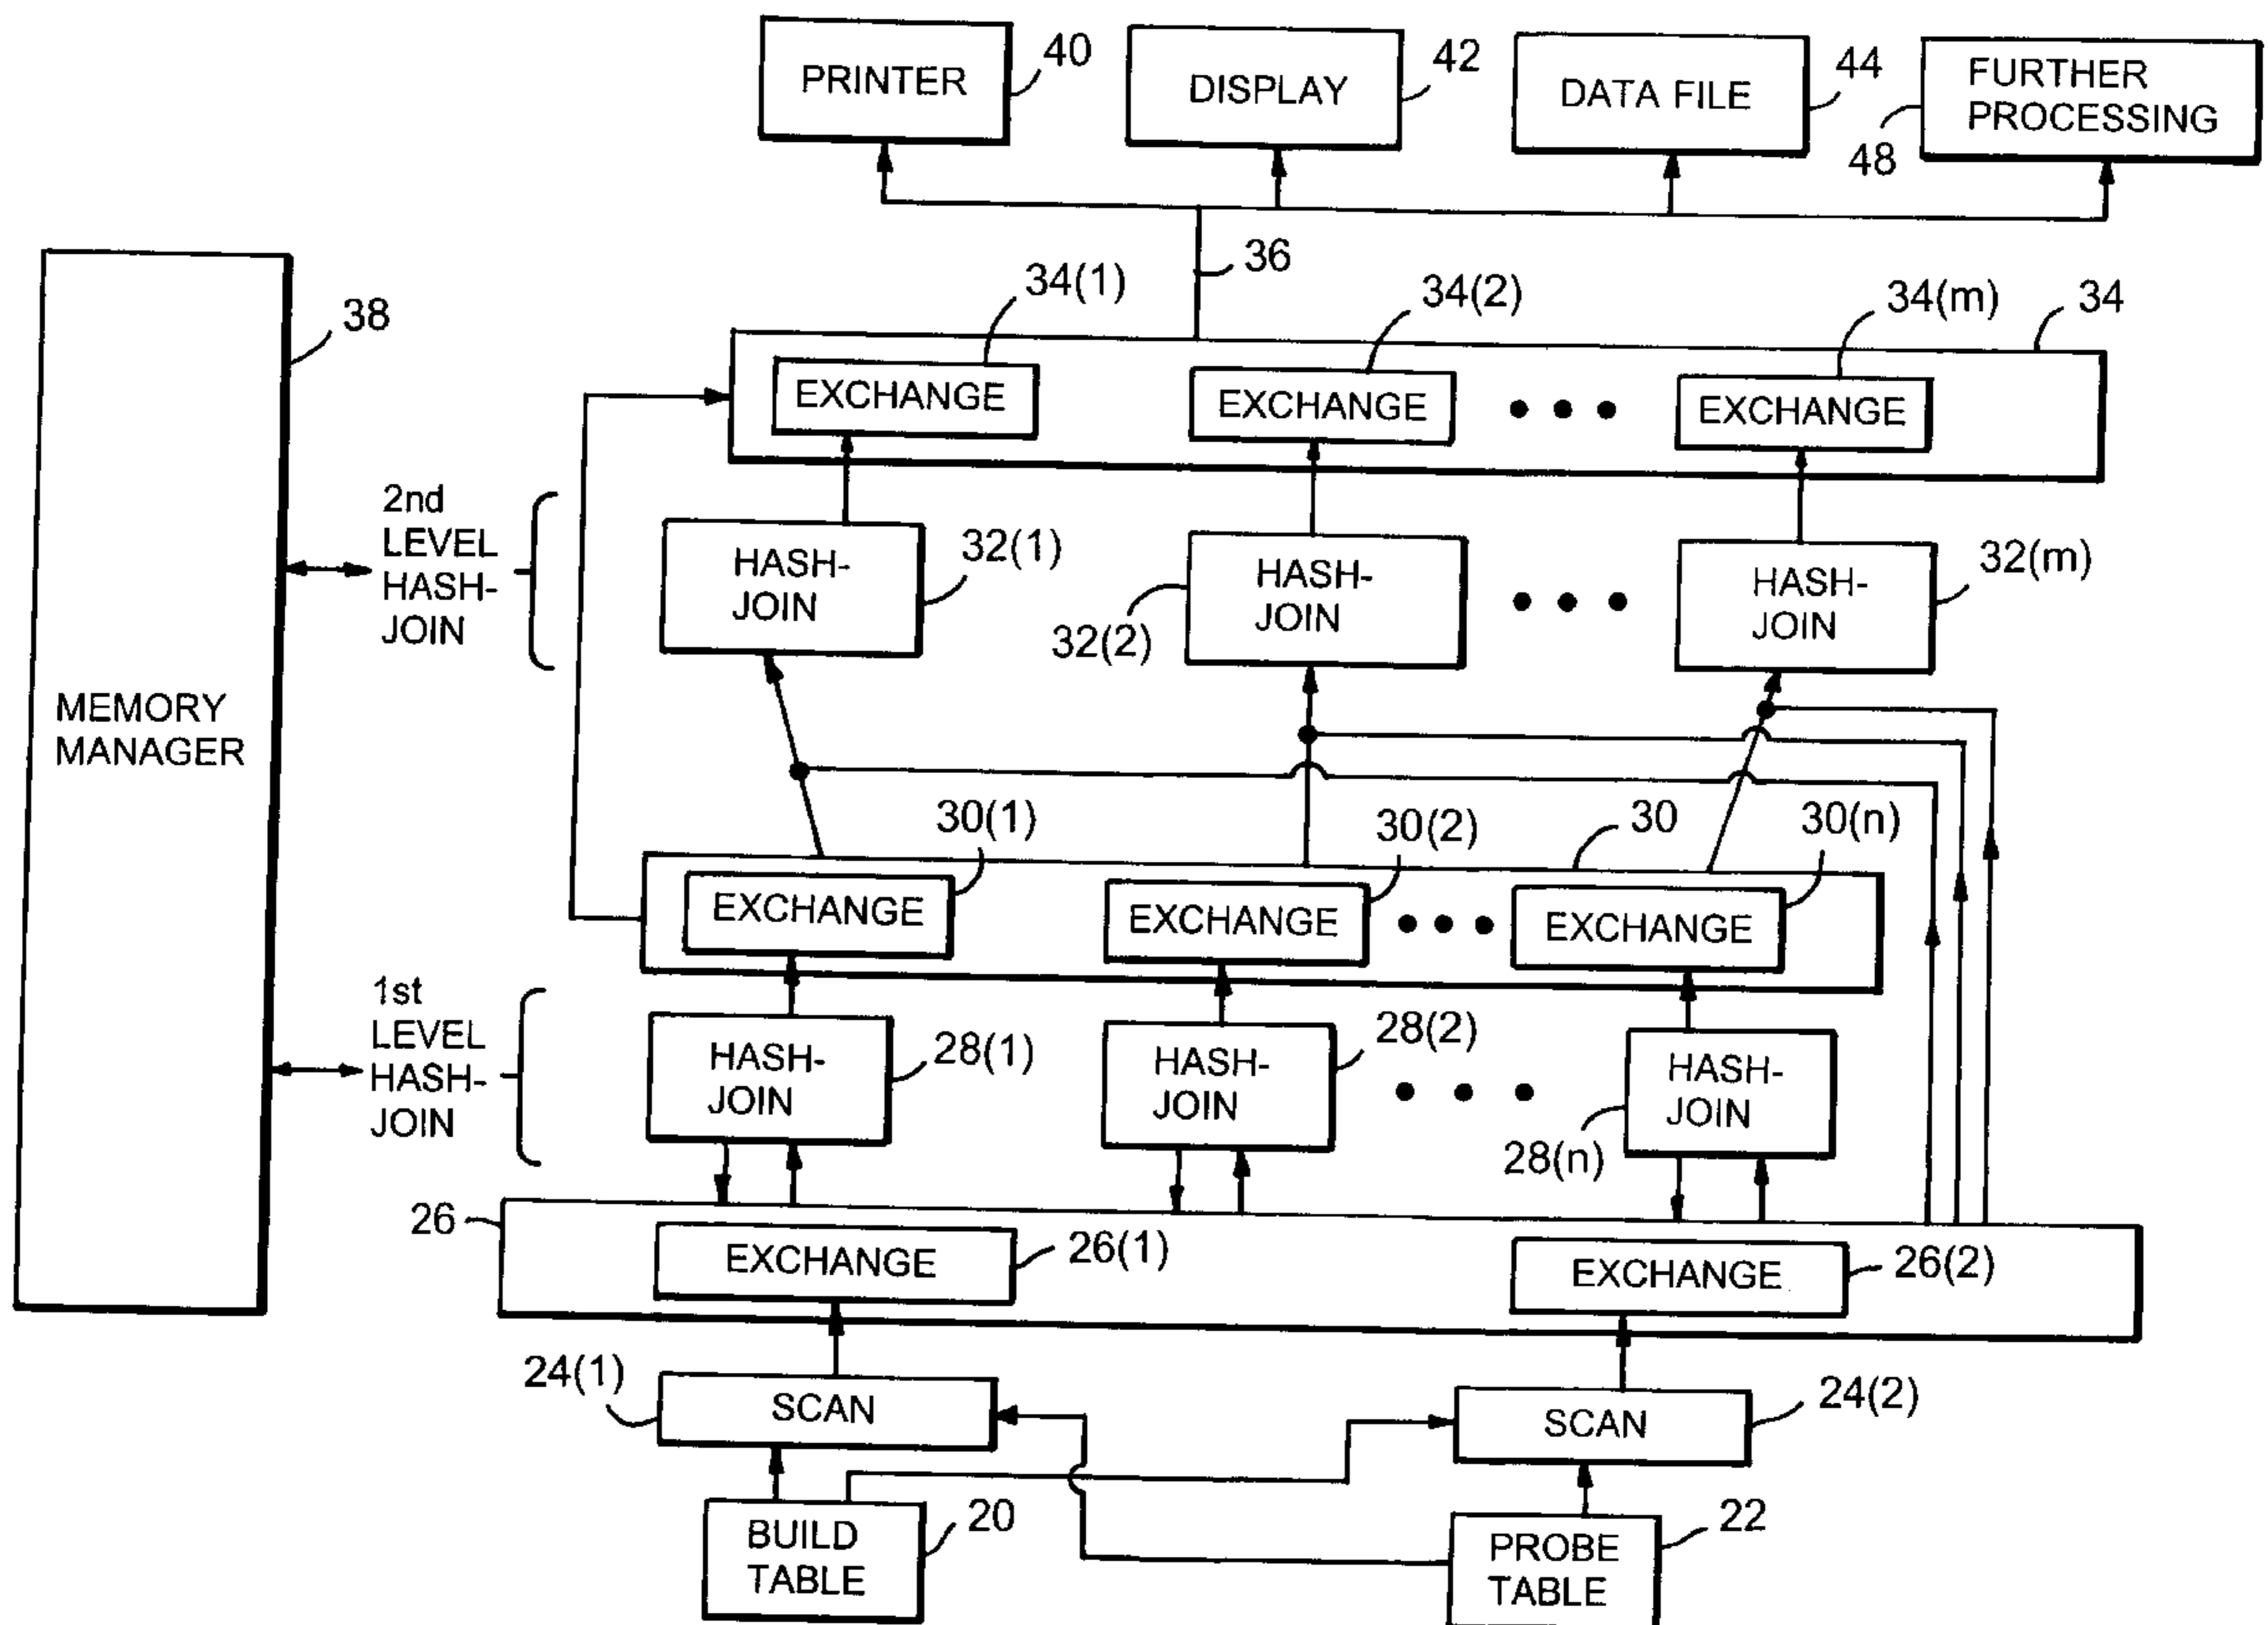 PRINTER
40
DISPLAY
42
DATA FILE
44
FURTHER
PROCESSING
48
36
34(1)
34(2)
34(m)
34
38
EXCHANGE
EXCHANGE
EXCHANGE
2nd
LEVEL
HASH-
JOIN
HASH-
JOIN
32(1)
HASH-
JOIN
32(2)
HASH-
JOIN
32(m)
MEMORY
MANAGER
30(1)
30(2)
30
30(n)
EXCHANGE
EXCHANGE
EXCHANGE
1st
LEVEL
HASH-
JOIN
HASH-
JOIN
28(1)
HASH-
JOIN
28(2)
HASH-
JOIN
28(n)
26
EXCHANGE
26(1)
EXCHANGE
26(2)
24(1)
SCAN
SCAN
24(2)
BUILD
TABLE
20
PROBE
TABLE
22